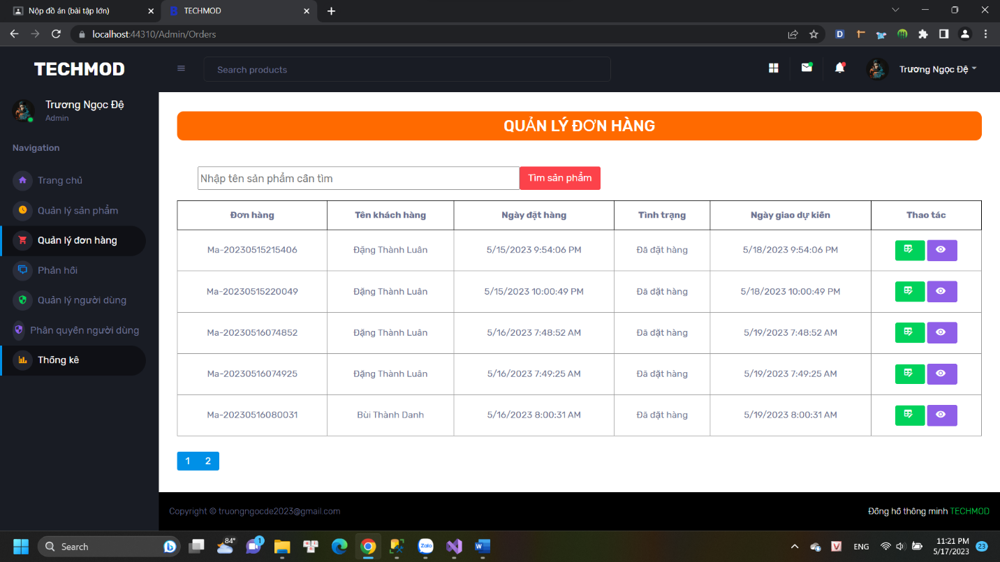 Nộp đồ án (bài tập lớn)
TECHMOD
localhost:44310/Admin/Orders
D
TECHMOD
Search products
Trương Ngọc Đệ
Trương Ngọc Đệ
Admin
Navigation
Trang chủ
Quản lý sản phẩm
Quản lý đơn hàng
Phản hồi
Quản lý người dùng
Phân quyền người dùng
Thống kê
QUẢN LÝ ĐƠN HÀNG
Nhập tên sản phẩm cần tìm
Tìm sản phẩm
Đơn hàng Tên khách hàng Ngày đặt hàng Tình trạng Ngày giao dự kiến Thao tác
Ma-20230515215406 Đặng Thành Luân 5/15/2023 9:54:06 PM Đã đặt hàng 5/18/2023 9:54:06 PM
Ma-20230515220049 Đặng Thành Luân 5/15/2023 10:00:49 PM Đã đặt hàng 5/18/2023 10:00:49 PM
Ma-20230516074852 Đặng Thành Luân 5/16/2023 7:48:52 AM Đã đặt hàng 5/19/2023 7:48:52 AM
Ma-20230516074925 Đặng Thành Luân 5/16/2023 7:49:25 AM Đã đặt hàng 5/19/2023 7:49:25 AM
Ma-20230516080031 Bùi Thành Danh 5/16/2023 8:00:31 AM Đã đặt hàng 5/19/2023 8:00:31 AM
1 2
Copyright © truongngocde2023@gmail.com
Đồng hồ thông minh TECHMOD
Search
84°
1
Zalo
W
V
ENG
11:21 PM
5/17/2023
23